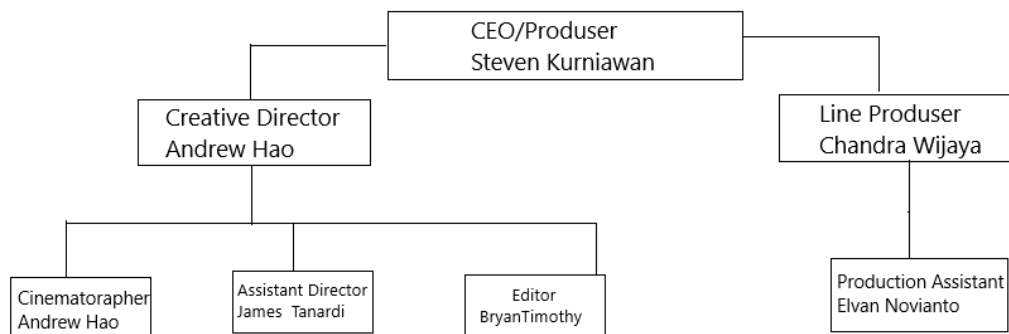 CEO/Produser
Steven Kurniawan
Creative Director
Andrew Hao
Line Produser
Chandra Wijaya
Cinematorapher
Andrew Hao
Assistant Director
James Tanardi
Editor
BryanTimothy
Production Assistant
Elvan Novianto